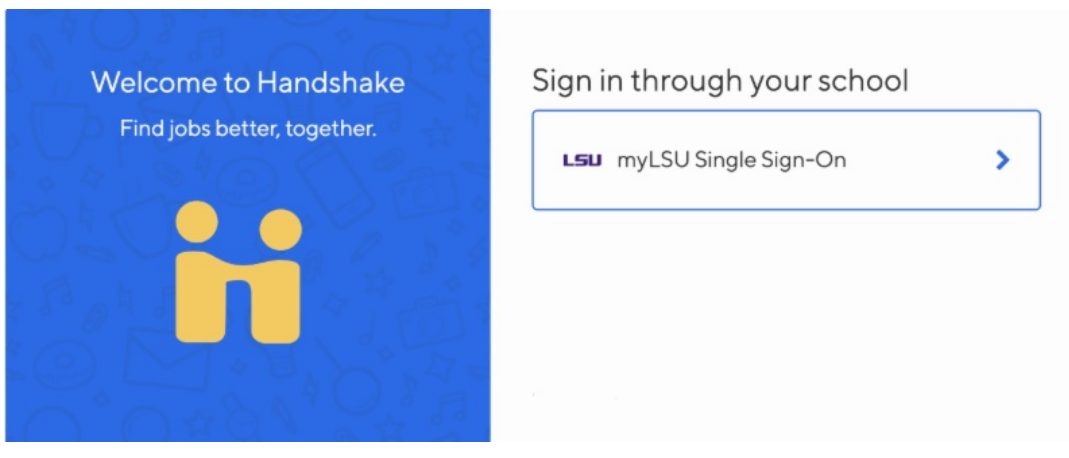 Welcome to Handshake
Find jobs better, together.
Sign in through your school
LSU myLSU Single Sign-On